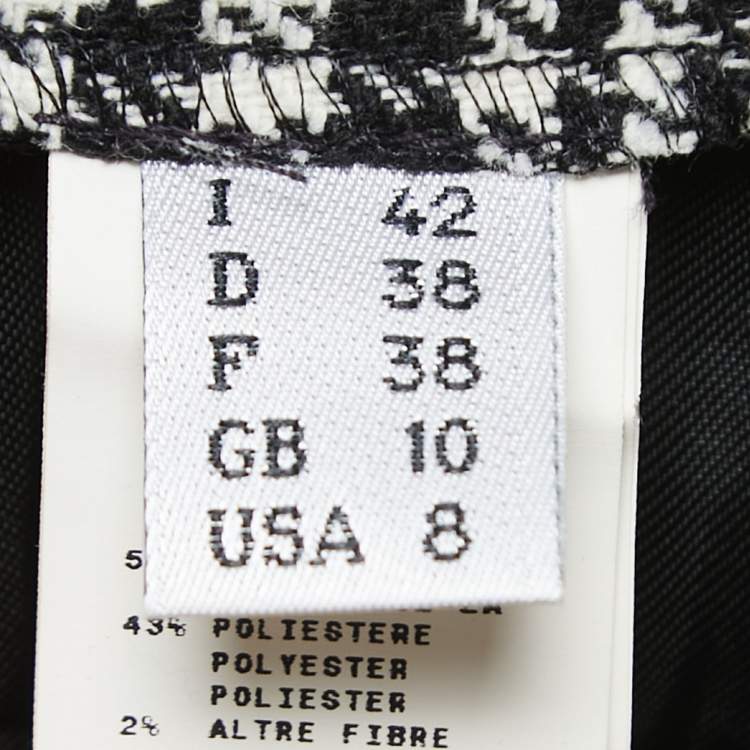 I 42
D 38
F 38
GB 10
USA 8
5
43% POLIESTERE
POLYESTER
POLIESTER
2% ALTRE FIBRE